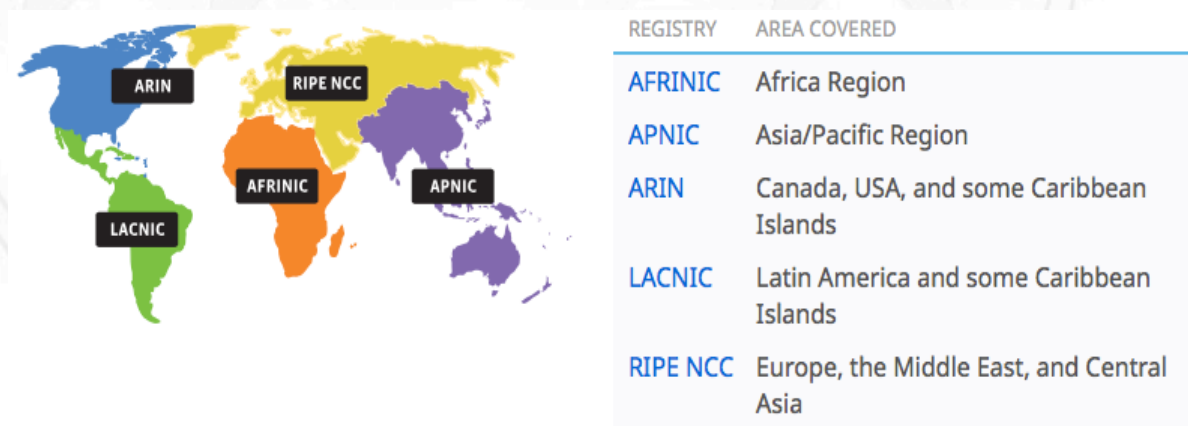 ARIN
RIPE NCC
AFRINIC
APNIC
LACNIC
REGISTRY AREA COVERED
AFRINIC Africa Region
APNIC Asia/Pacific Region
ARIN Canada, USA, and some Caribbean
Islands
LACNIC Latin America and some Caribbean
Islands
RIPE NCC Europe, the Middle East, and Central
Asia